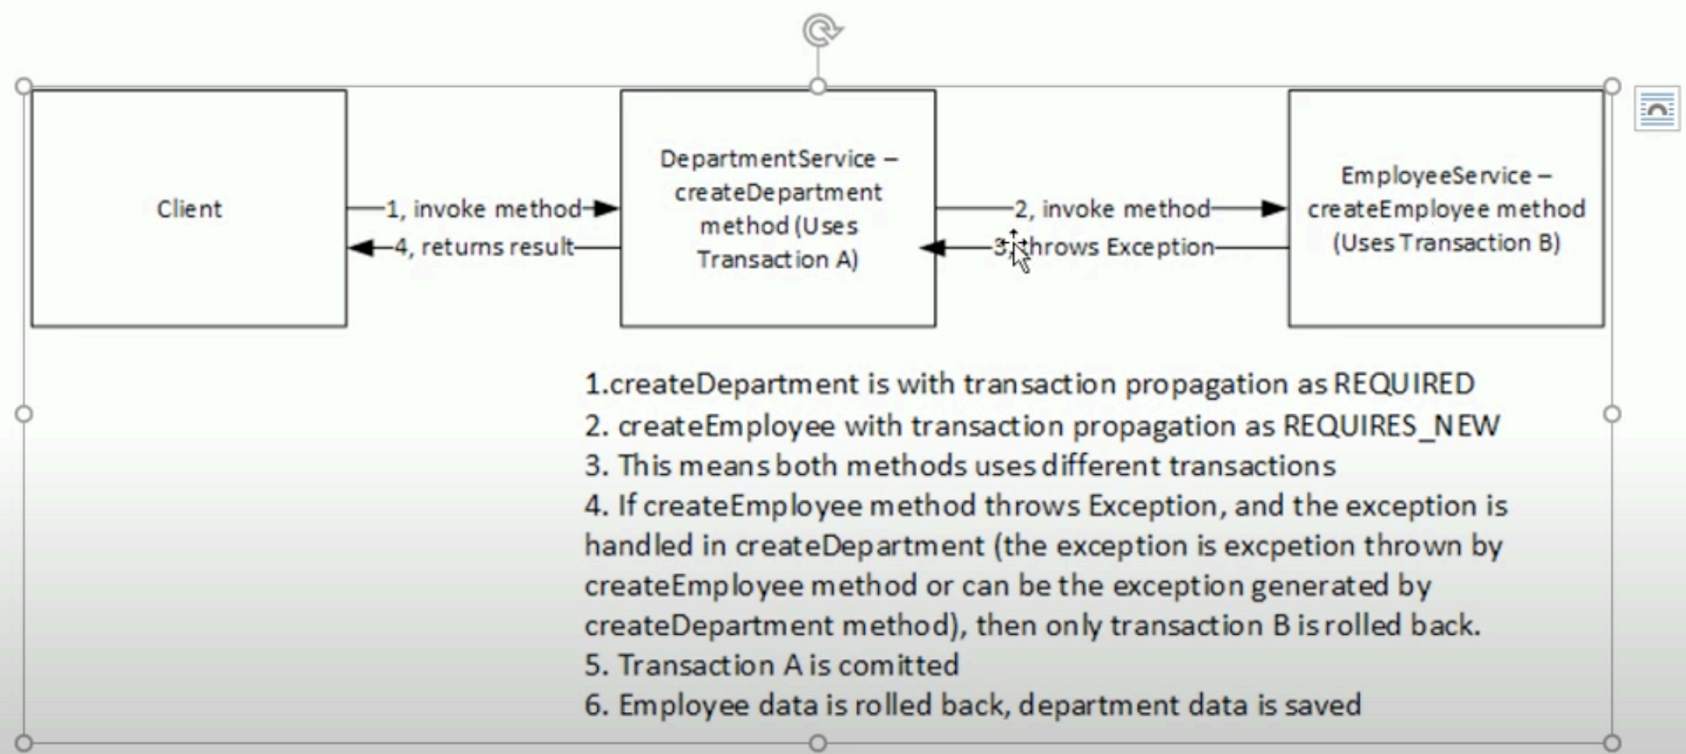 Client
1, invoke method
4, returns result
DepartmentService –
createDepartment
method (Uses
Transaction A)
2, invoke method
3, throws Exception
EmployeeService –
createEmployee method
(Uses Transaction B)
1.createDepartment is with transaction propagation as REQUIRED
2. createEmployee with transaction propagation as REQUIRES_NEW
3. This means both methods uses different transactions
4. If createEmployee method throws Exception, and the exception is
handled in createDepartment (the exception is excpetion thrown by
createEmployee method or can be the exception generated by
createDepartment method), then only transaction B is rolled back.
5. Transaction A is comitted
6. Employee data is rolled back, department data is saved